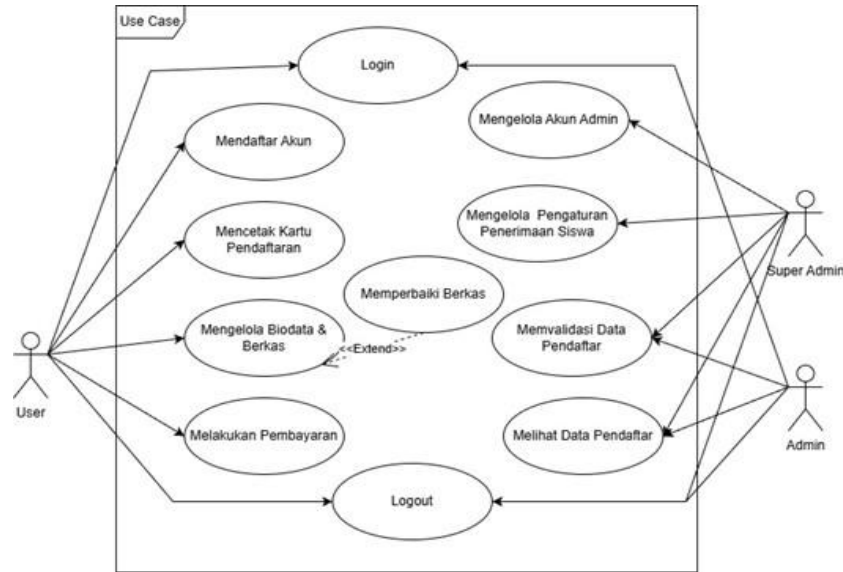 Use Case
Login
Mendaftar Akun
Mengelola Akun Admin
Mencetak Kartu
Pendaftaran
Mengelola Pengaturan
Penerimaan Siswa
Super Admin
Memperbaiki Berkas
Mengelola Biodata &
Berkas
<<Extend>>
Memvalidasi Data
Pendaftar
User
Melakukan Pembayaran
Melihat Data Pendaftar
Admin
Logout